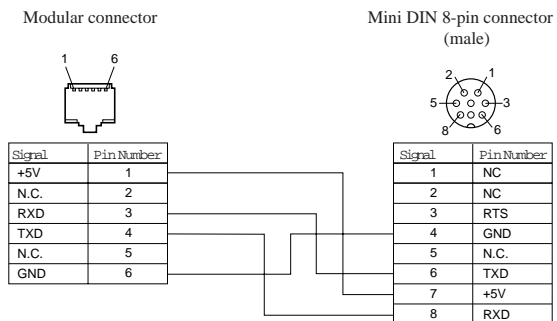 Modular connector
Mini DIN 8-pin connector
(male)
1 6
2 1
5 3
8 6
Signal Pin Number
+5V 1
N.C. 2
RXD 3
TXD 4
N.C. 5
GND 6
Signal Pin Number
1 NC
2 NC
3 RTS
4 GND
5 N.C.
6 TXD
7 +5V
8 RXD